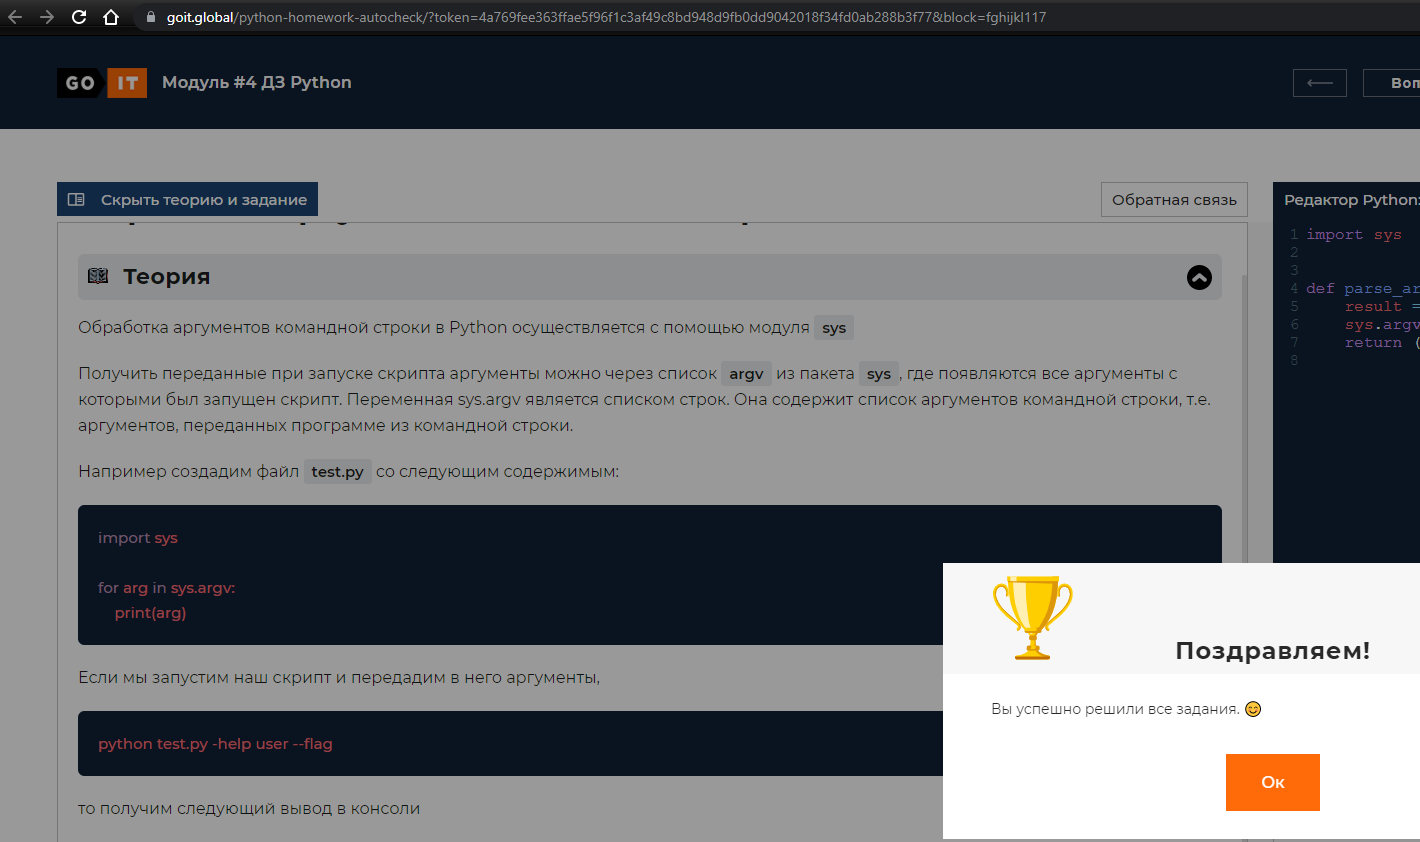 goit.global/python-homework-autocheck/?token=4a769fee363ffae5f96f1c3af49c8bd948d9fb0dd9042018f34fd0ab288b3f77&block=fghijkl117
GO IT Модуль #4 ДЗ Python
Скрыть теорию и задание
Обратная связь
Теория
Обработка аргументов командной строки в Python осуществляется с помощью модуля sys
Получить переданные при запуске скрипта аргументы можно через список argv из пакета sys, где появляются все аргументы с
которыми был запущен скрипт. Переменная sys.argv является списком строк. Она содержит список аргументов командной строки, т.е.
аргументов, переданных программе из командной строки.
Например создадим файл test.py со следующим содержимым:
import sys
for arg in sys.argv:
print(arg)
Если мы запустим наш скрипт и передадим в него аргументы,
python test.py -help user --flag
то получим следующий вывод в консоли
Редактор Python:
1 import sys
2
3
4 def parse_ar
5 result =
6 sys.argv
7 return (
8
Поздравляем!
Вы успешно решили все задания. 😊
Ок